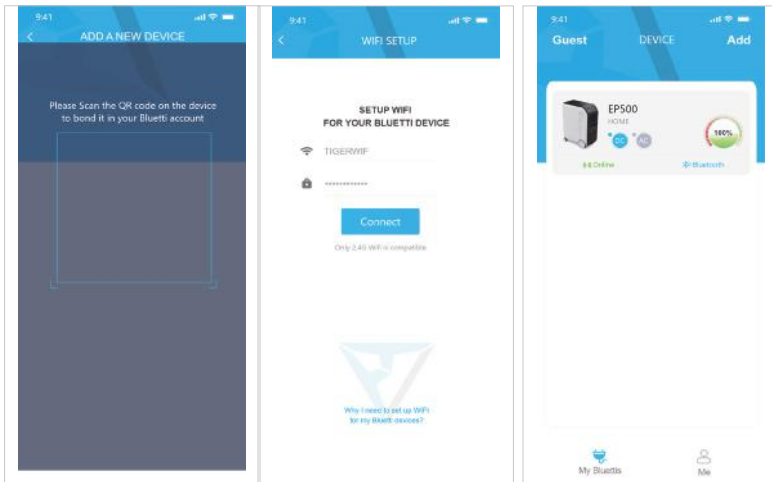 9:41
ADD A NEW DEVICE
Please Scan the QR code on the device
to bond it in your Bluetti account
9:41
WIFI SETUP
SETUP WIFI
FOR YOUR BLUETTI DEVICE
TIGERWIF
------------
Connect
Only 2.4G WiFi is compatible
Why I need to set up WiFi
for my Bluetti devices?
9:41
Guest DEVICE Add
EP500
HOME
DC AC
100%
Online Bluetooth
My Bluettis Me